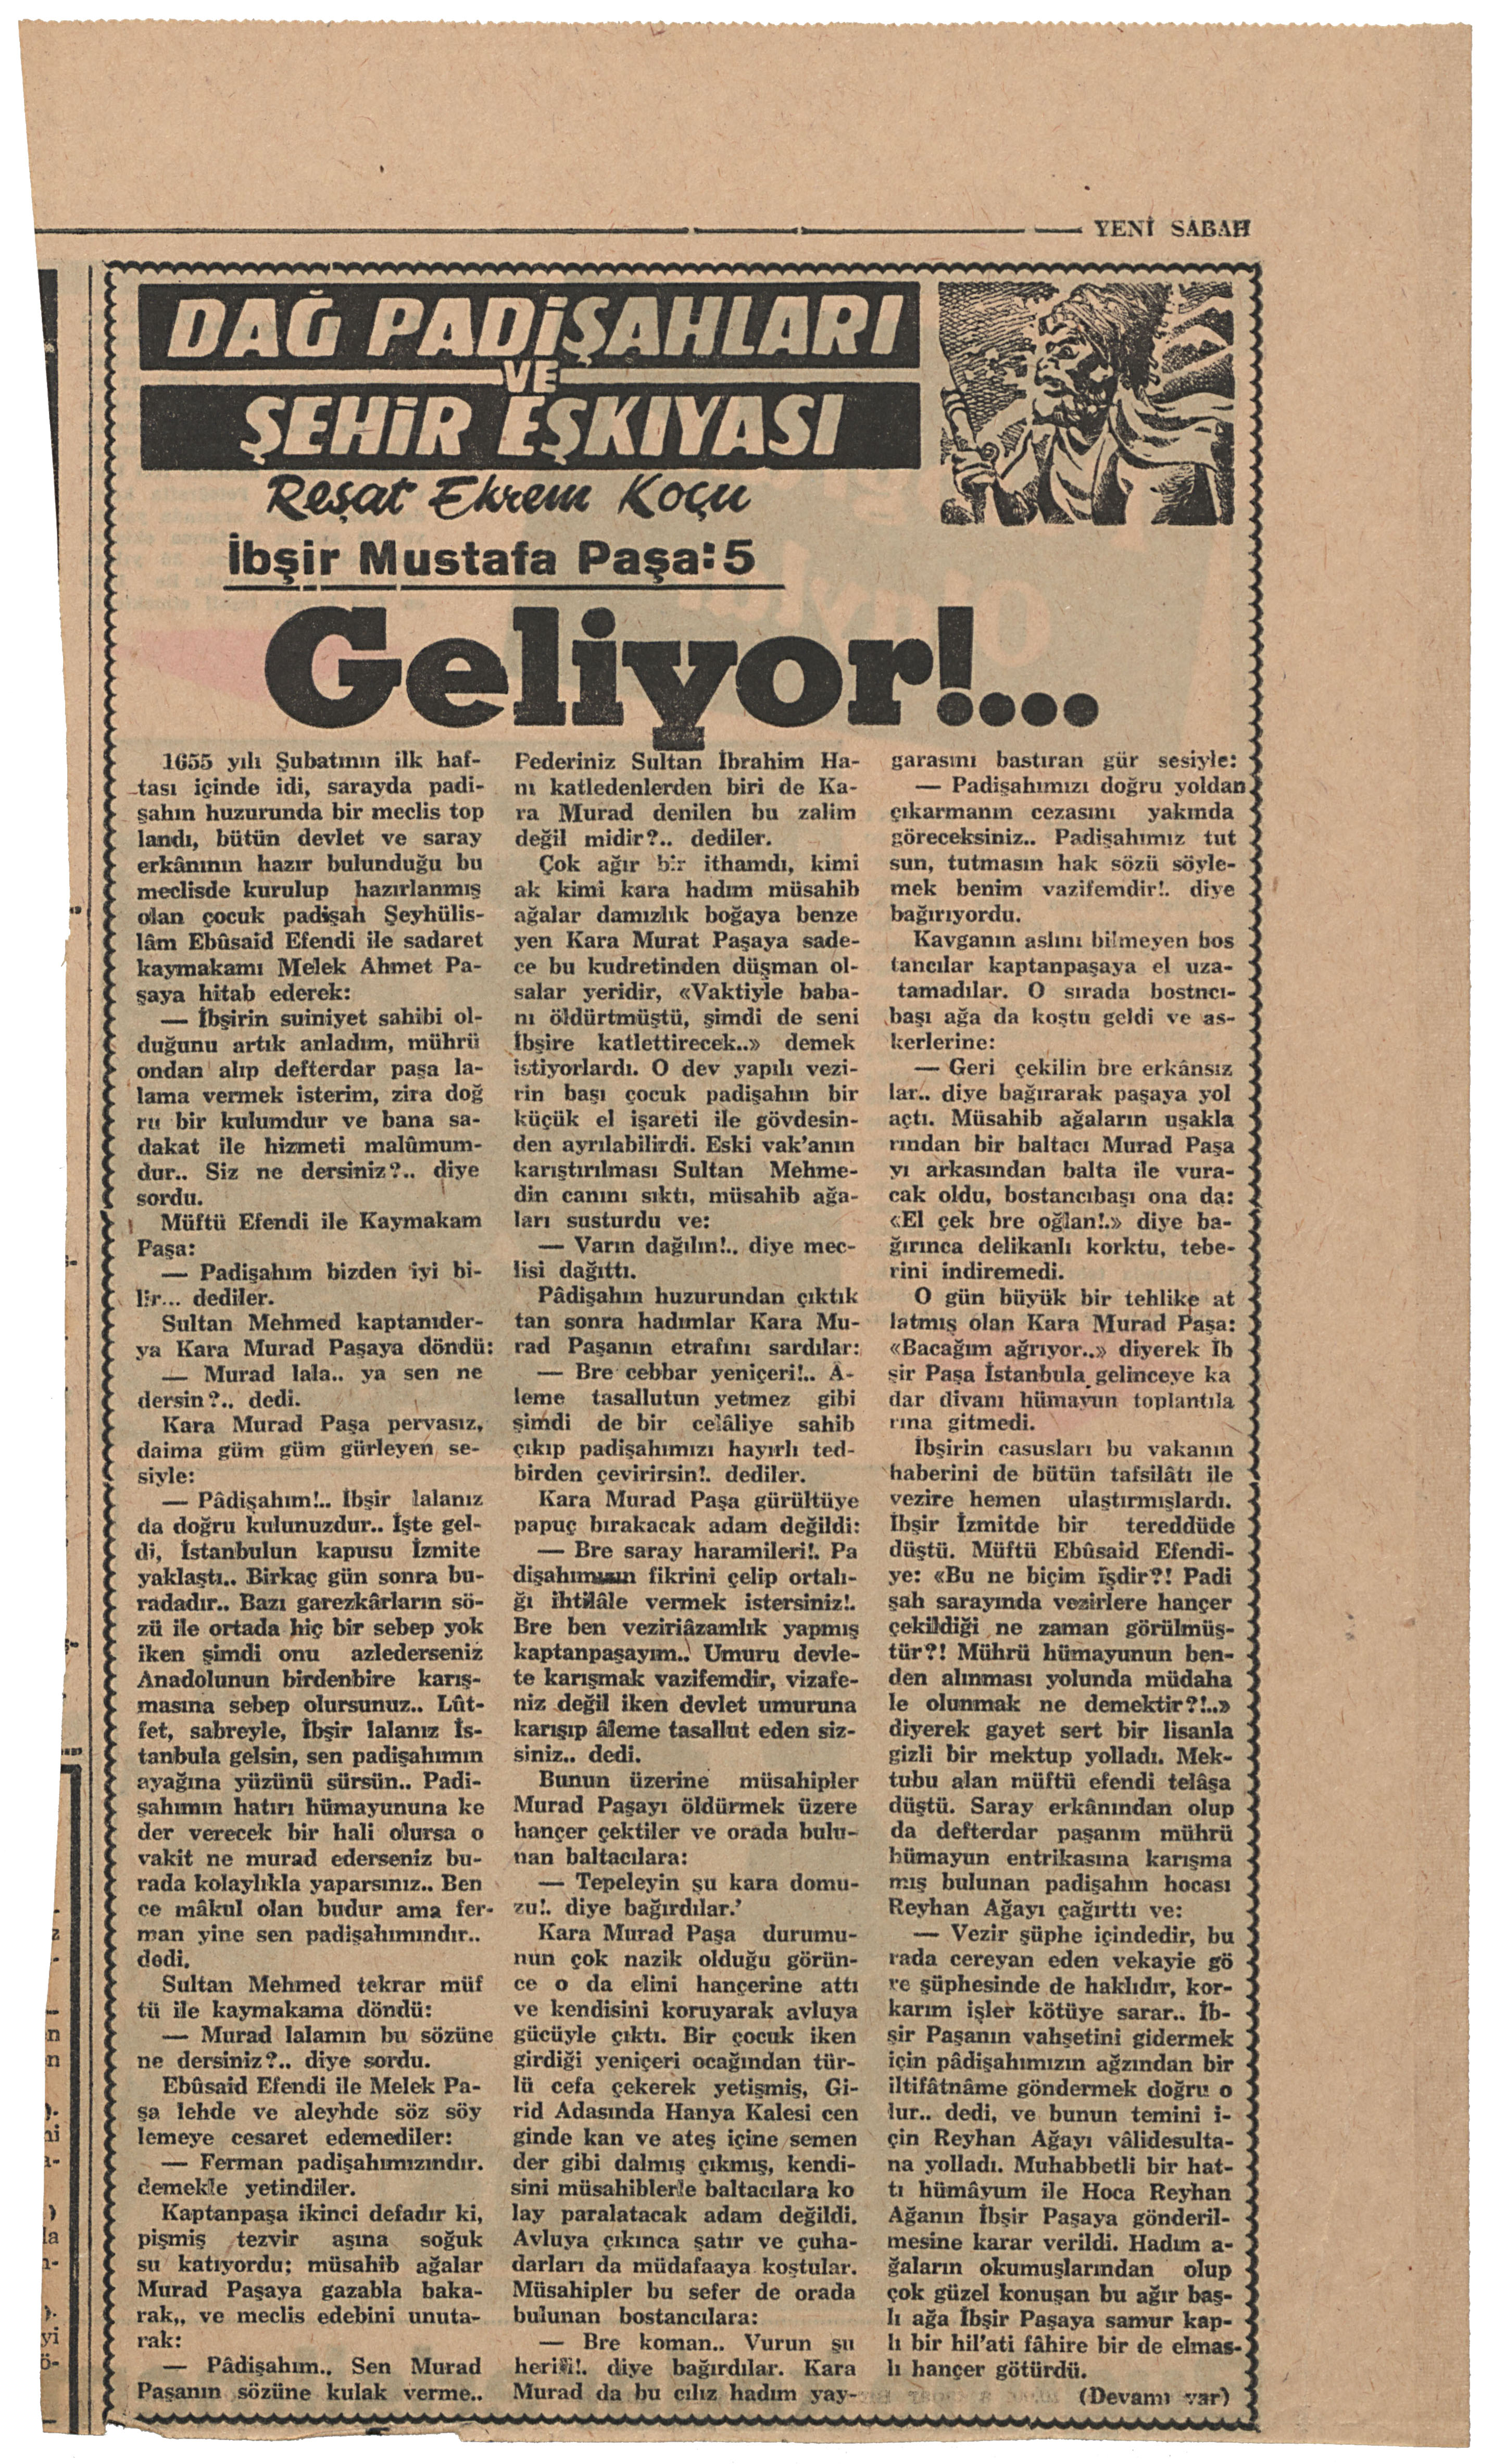 YENİ SABAH
DAĞ PADİŞAHLARI
VE
ŞEHİR EŞKIYASI
Reşat Ekrem Koçu
İbşir Mustafa Paşa: 5
Geliyor!...
1655 yılı Şubatının ilk haf-
tası içinde idi, sarayda padi-
şahın huzurunda bir meclis top
landı, bütün devlet ve saray
erkânının hazır bulunduğu bu
meclisde kurulup hazırlanmış
olan çocuk padişah Şeyhülis-
lâm Ebûsaid Efendi ile sadaret
kaymakamı Melek Ahmet Pa-
şaya hitab ederek:
— İbşirin suiniyet sahibi ol-
duğunu artık anladım, mührü
ondan alıp defterdar paşa la-
lama vermek isterim, zira doğ
ru bir kulumdur ve bana sa-
dakat ile hizmeti malûmum-
dur.. Siz ne dersiniz?.. diye
sordu.
Müftü Efendi ile Kaymakam
Paşa:
— Padişahım bizden iyi bi-
lir... dediler.
Sultan Mehmed kaptanıder-
ya Kara Murad Paşaya döndü:
— Murad lala.. ya sen ne
dersin?.. dedi.
Kara Murad Paşa pervasız,
daima güm güm gürleyen se-
siyle:
— Pâdişahım!.. İbşir lalanız
da doğru kulunuzdur.. İşte gel-
di, İstanbulun kapusu İzmite
yaklaştı.. Birkaç gün sonra bu-
radadır.. Bazı garezkârların sö-
zü ile ortada hiç bir sebep yok
iken şimdi onu azlederseniz
Anadolunun birdenbire karış-
masına sebep olursunuz.. Lût-
fet, sabreyle, İbşir lalanız İs-
tanbula gelsin, sen padişahımın
ayağına yüzünü sürsün.. Padi-
şahımın hatırı hümayununa ke
der verecek bir hali olursa o
vakit ne murad ederseniz bu-
rada kolaylıkla yaparsınız.. Ben
ce mâkul olan budur ama fer-
man yine sen padişahımındır..
dedi.
Sultan Mehmed tekrar müf
tü ile kaymakama döndü:
— Murad lalamın bu sözüne
ne dersiniz?.. diye sordu.
Ebûsaid Efendi ile Melek Pa-
şa lehde ve aleyhde söz söy
lemeye cesaret edemediler:
— Ferman padişahımızındır.
demekle yetindiler.
Kaptanpaşa ikinci defadır ki,
pişmiş tezvir aşına soğuk
su katıyordu; müsahib ağalar
Murad Paşaya gazabla baka-
rak,, ve meclis edebini unuta-
rak:
— Pâdişahım.. Sen Murad
Paşanın sözüne kulak verme..
Pederiniz Sultan İbrahim Ha-
nı katledenlerden biri de Ka-
ra Murad denilen bu zalim
değil midir?.. dediler.
Çok ağır bir ithamdı, kimi
ak kimi kara hadım müsahib
ağalar damızlık boğaya benze
yen Kara Murat Paşaya sade-
ce bu kudretinden düşman ol-
salar yeridir, «Vaktiyle baba-
nı öldürtmüştü, şimdi de seni
İbşire katlettirecek..» demek
istiyorlardı. O dev yapılı vezi-
rin başı çocuk padişahın bir
küçük el işareti ile gövdesin-
den ayrılabilirdi. Eski vak'anın
karıştırılması Sultan Mehme-
din canını sıktı, müsahib ağa-
ları susturdu ve:
— Varın dağılın!.. diye mec-
lisi dağıttı.
Pâdişahın huzurundan çıktık
tan sonra hadımlar Kara Mu-
rad Paşanın etrafını sardılar:
— Bre cebbar yeniçeri!.. Â-
leme tasallutun yetmez gibi
şimdi de bir celâliye sahib
çıkıp padişahımızı hayırlı ted-
birden çevirirsin!. dediler.
Kara Murad Paşa gürültüye
papuç bırakacak adam değildi:
— Bre saray haramileri!. Pa
dişahımızın fikrini çelip ortalı-
ğı ihtilâle vermek istersiniz!.
Bre ben veziriâzamlık yapmış
kaptanpaşayım.. Umuru devle-
te karışmak vazifemdir, vizafe-
niz değil iken devlet umuruna
karışıp âleme tasallut eden siz-
siniz.. dedi.
Bunun üzerine müsahipler
Murad Paşayı öldürmek üzere
hançer çektiler ve orada bulu-
nan baltacılara:
— Tepeleyin şu kara domu-
zu!. diye bağırdılar.
Kara Murad Paşa durumu-
nun çok nazik olduğu görün-
ce o da elini hançerine attı
ve kendisini koruyarak avluya
gücüyle çıktı. Bir çocuk iken
girdiği yeniçeri ocağından tür-
lü cefa çekerek yetişmiş, Gi-
rid Adasında Hanya Kalesi cen
ginde kan ve ateş içine semen
der gibi dalmış çıkmış, kendi-
sini müsahiblerle baltacılara ko
lay paralatacak adam değildi.
Avluya çıkınca şatır ve çuha-
darları da müdafaaya koştular.
Müsahipler bu sefer de orada
bulunan bostancılara:
— Bre koman.. Vurun şu
herifi!. diye bağırdılar. Kara
Murad da bu cılız hadım yay-
garasını bastıran gür sesiyle:
— Padişahımızı doğru yoldan
çıkarmanın cezasını yakında
göreceksiniz.. Padişahımız tut
sun, tutmasın hak sözü söyle-
mek benim vazifemdir!. diye
bağırıyordu.
Kavganın aslını bilmeyen bos
tancılar kaptanpaşaya el uza-
tamadılar. O sırada bostncı-
başı ağa da koştu geldi ve as-
kerlerine:
— Geri çekilin bre erkânsız
lar.. diye bağırarak paşaya yol
açtı. Müsahib ağaların uşakla
rından bir baltacı Murad Paşa
yı arkasından balta ile vura-
cak oldu, bostancıbaşı ona da:
«El çek bre oğlan!.» diye ba-
ğırınca delikanlı korktu, tebe-
rini indiremedi.
O gün büyük bir tehlike at
latmış olan Kara Murad Paşa:
«Bacağım ağrıyor..» diyerek İb
şir Paşa İstanbula gelinceye ka
dar divanı hümayun toplantıla
rına gitmedi.
İbşirin casusları bu vakanın
haberini de bütün tafsilâtı ile
vezire hemen ulaştırmışlardı.
İbşir İzmitde bir tereddüde
düştü. Müftü Ebûsaid Efendi-
ye: «Bu ne biçim işdir?! Padi
şah sarayında vezirlere hançer
çekildiği ne zaman görülmüş-
tür?! Mührü hümayunun ben-
den alınması yolunda müdaha
le olunmak ne demektir?!..»
diyerek gayet sert bir lisanla
gizli bir mektup yolladı. Mek-
tubu alan müftü efendi telâşa
düştü. Saray erkânından olup
da defterdar paşanın mührü
hümayun entrikasına karışma
mış bulunan padişahın hocası
Reyhan Ağayı çağırttı ve:
— Vezir şüphe içindedir, bu
rada cereyan eden vekayie gö
re şüphesinde de haklıdır, kor-
karım işler kötüye sarar.. İb-
şir Paşanın vahşetini gidermek
için pâdişahımızın ağzından bir
iltifâtnâme göndermek doğru o
lur.. dedi, ve bunun temini i-
çin Reyhan Ağayı vâlidesulta-
na yolladı. Muhabbetli bir hat-
tı hümâyum ile Hoca Reyhan
Ağanın İbşir Paşaya gönderil-
mesine karar verildi. Hadım a-
ğaların okumuşlarından olup
çok güzel konuşan bu ağır baş-
lı ağa İbşir Paşaya samur kap-
lı bir hil'ati fâhire bir de elmas-
lı hançer götürdü.
(Devamı var)